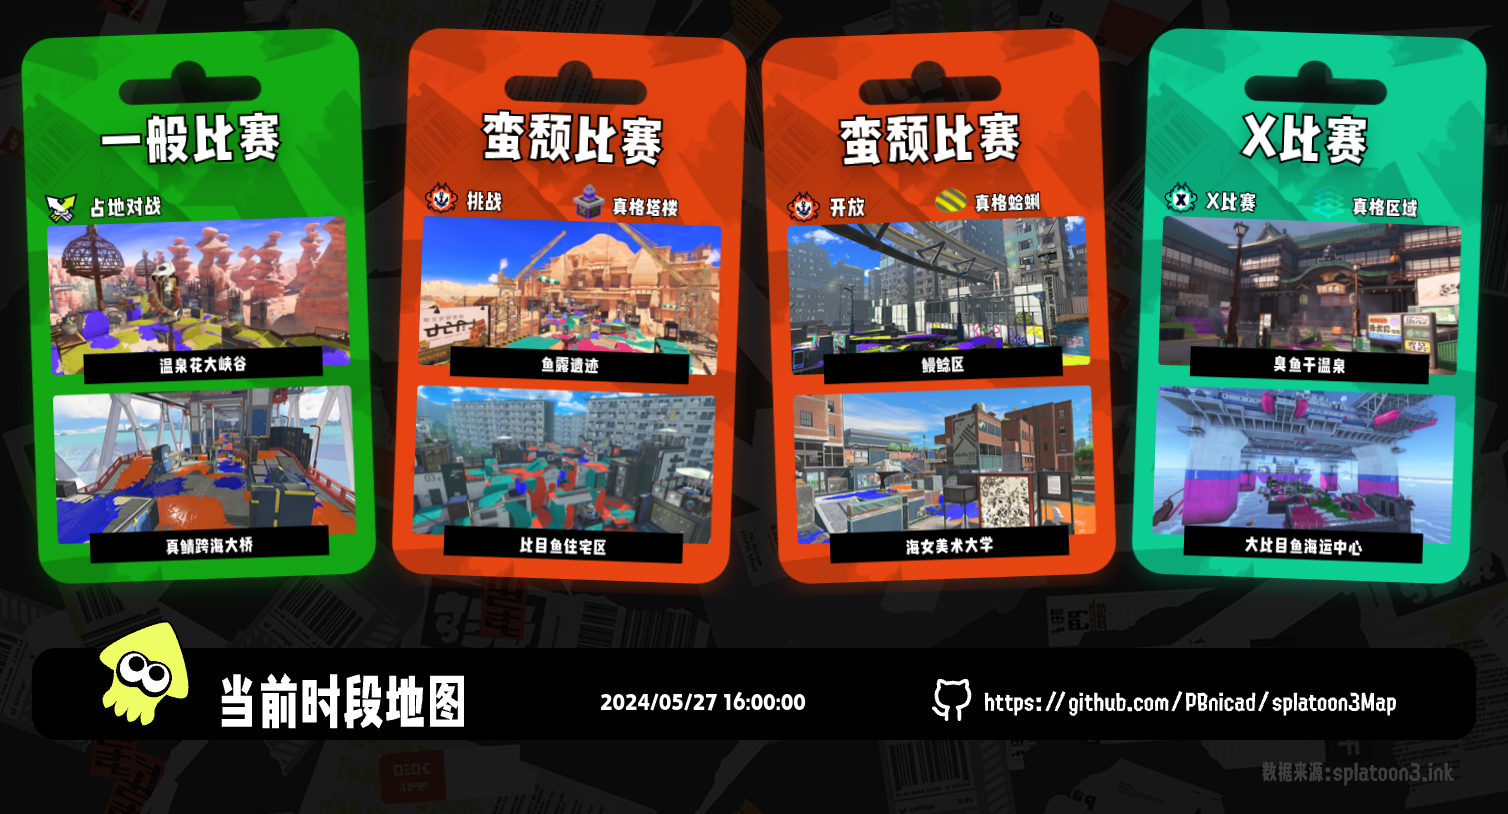 一般比赛
占地对战
温泉花大峡谷
真鲭跨海大桥
蛮颓比赛
挑战
真格塔楼
鱼露遗迹
比目鱼住宅区
蛮颓比赛
开放
真格蛤蜊
鳗鲶区
海女美术大学
X比赛
X比赛
真格区域
臭鱼干温泉
大比目鱼海运中心
当前时段地图
2024/05/27 16:00:00
https://github.com/PBnicad/splatoon3Map
数据来源:splatoon3.ink